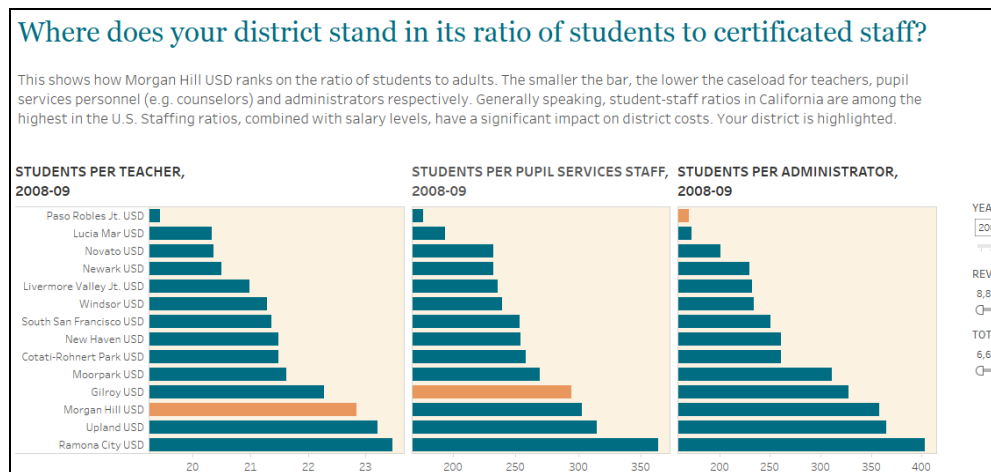 Where does your district stand in its ratio of students to certificated staff?
This shows how Morgan Hill USD ranks on the ratio of students to adults. The smaller the bar, the lower the caseload for teachers, pupil
services personnel (e.g. counselors) and administrators respectively. Generally speaking, student-staff ratios in California are among the
highest in the U.S. Staffing ratios, combined with salary levels, have a significant impact on district costs. Your district is highlighted.
STUDENTS PER TEACHER,
2008-09
STUDENTS PER PUPIL SERVICES STAFF,
2008-09
STUDENTS PER ADMINISTRATOR,
2008-09
Paso Robles Jt. USD
Lucia Mar USD
Novato USD
Newark USD
Livermore Valley Jt. USD
Windsor USD
South San Francisco USD
New Haven USD
Cotati-Rohnert Park USD
Moorpark USD
Gilroy USD
Morgan Hill USD
Upland USD
Ramona City USD
20 21 22 23
200 250 300 350
200 250 300 350 400